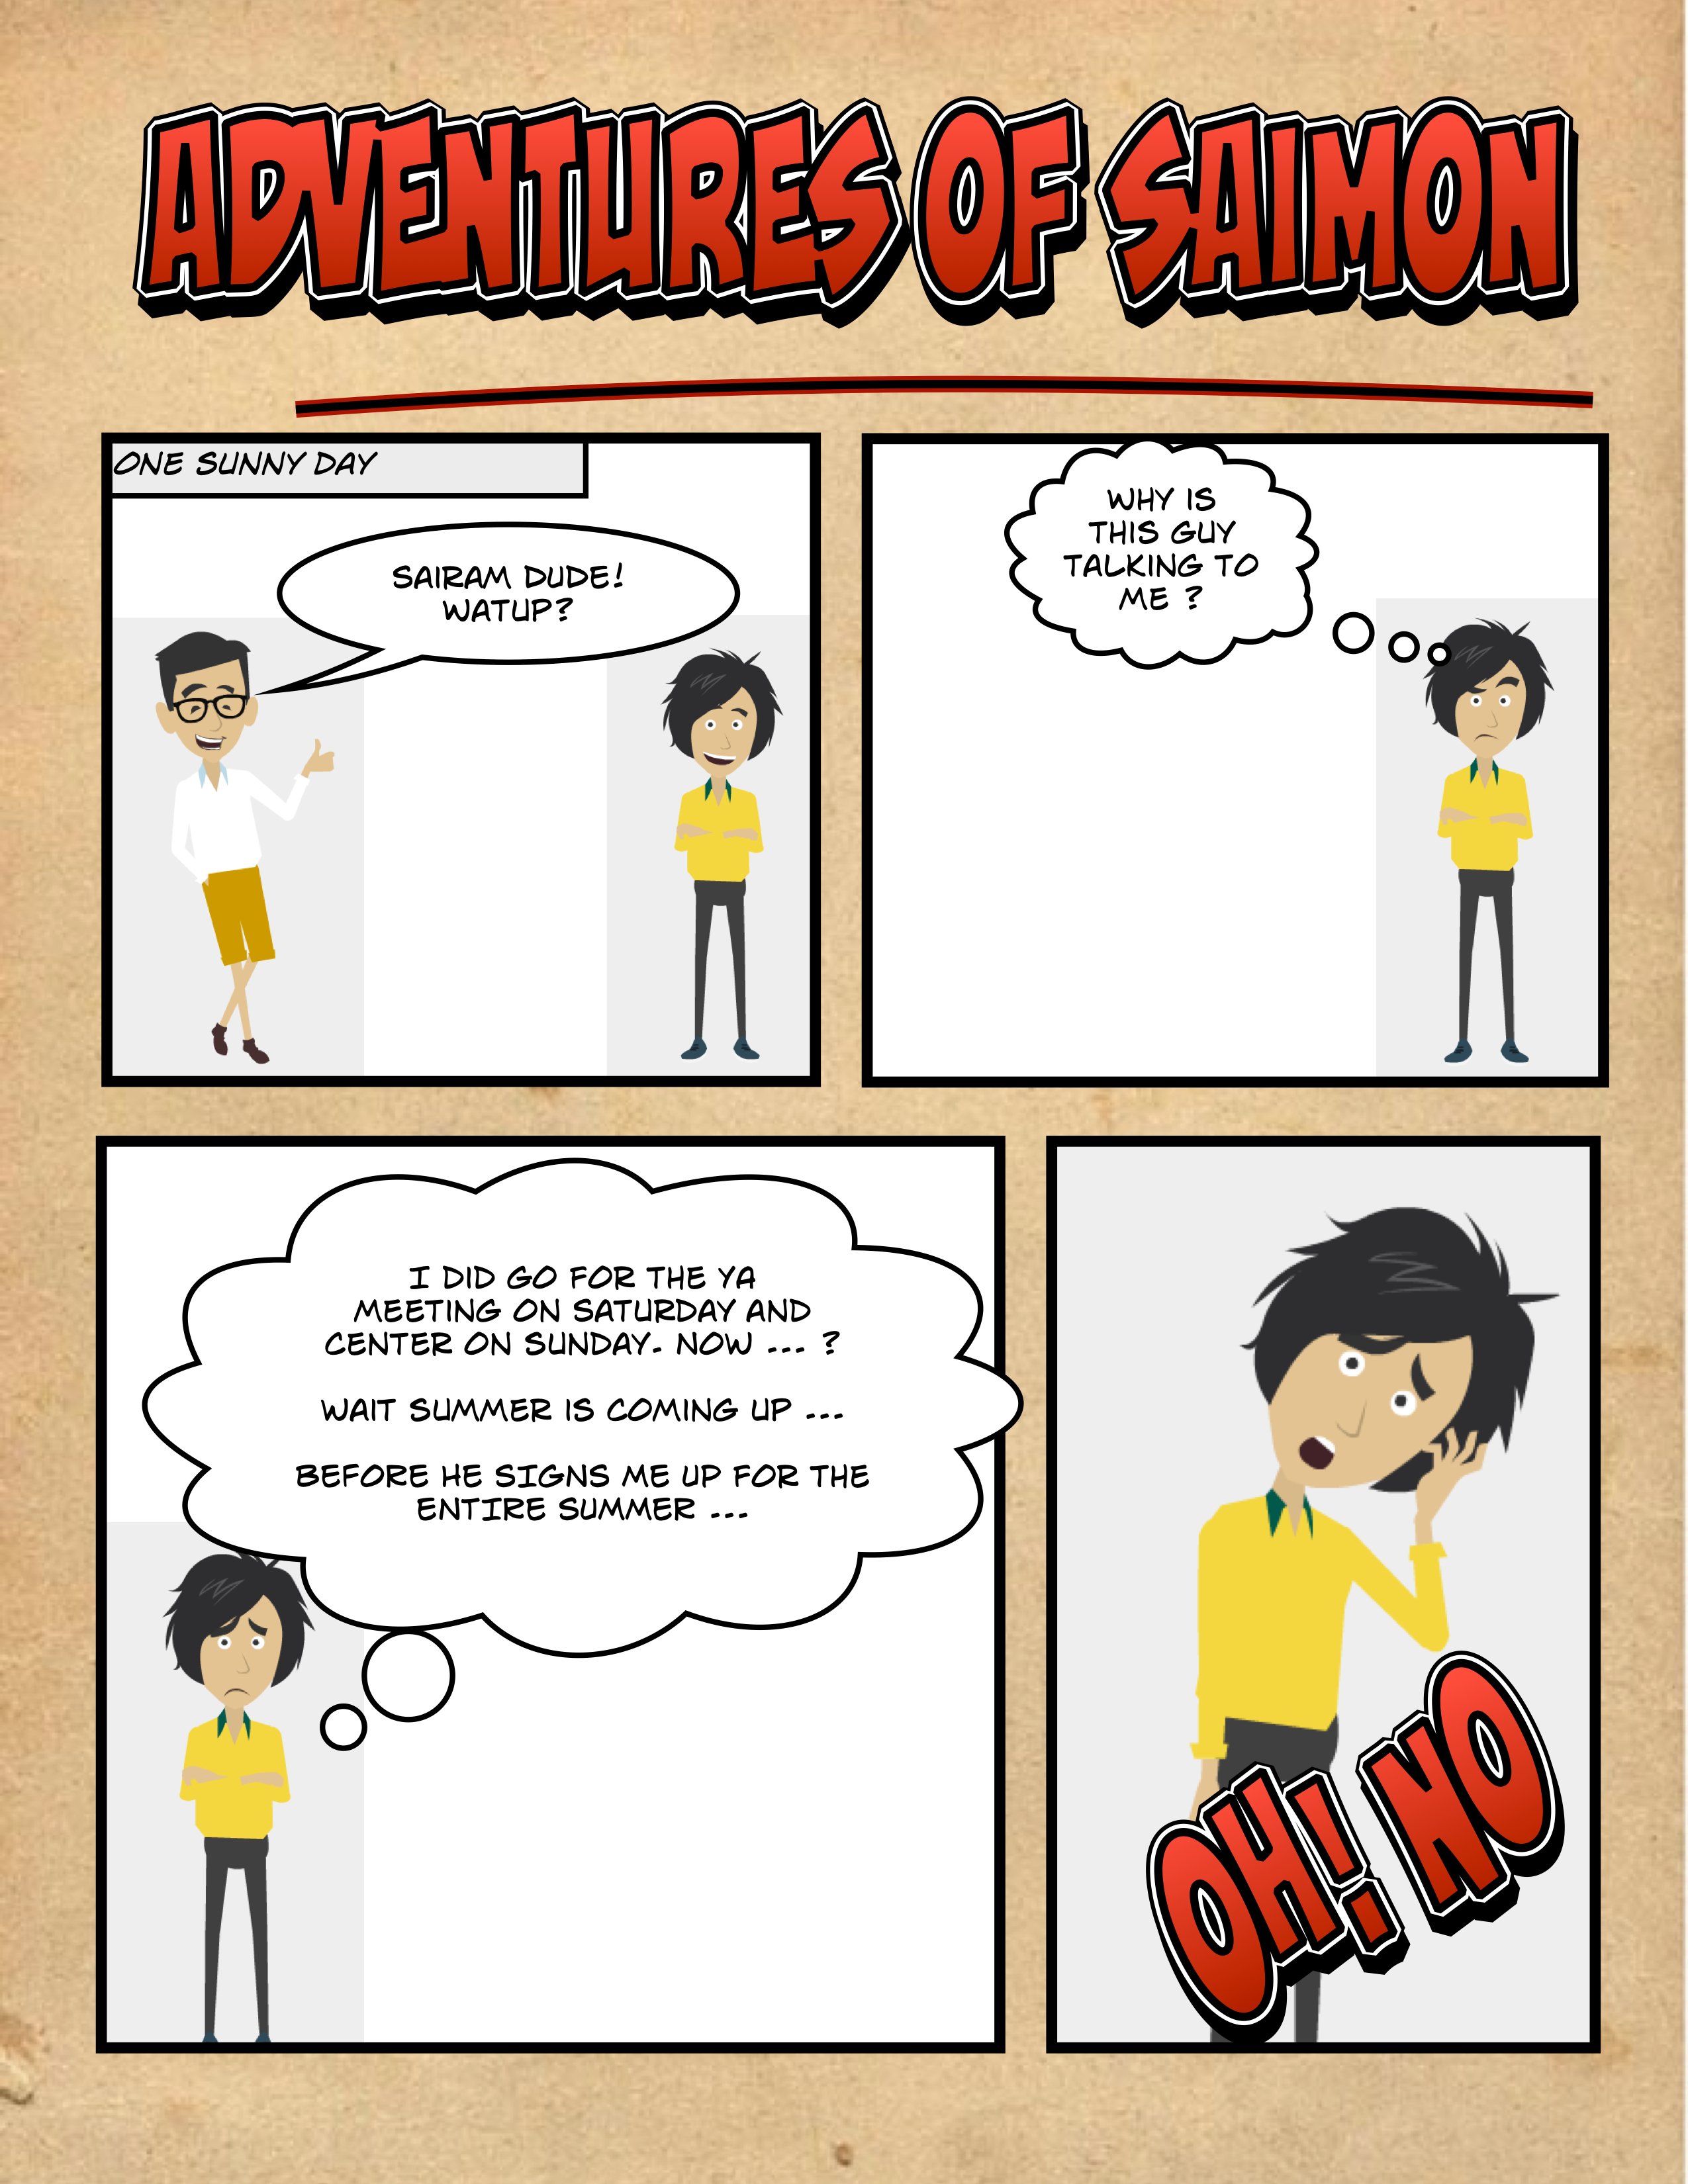 ADVENTURES OF SAIMON
ONE SUNNY DAY
SAIRAM DUDE!
WATUP?
WHY IS
THIS GUY
TALKING TO
ME ?
I DID GO FOR THE YA
MEETING ON SATURDAY AND
CENTER ON SUNDAY. NOW ... ?
WAIT SUMMER IS COMING UP ...
BEFORE HE SIGNS ME UP FOR THE
ENTIRE SUMMER ...
OH! NO